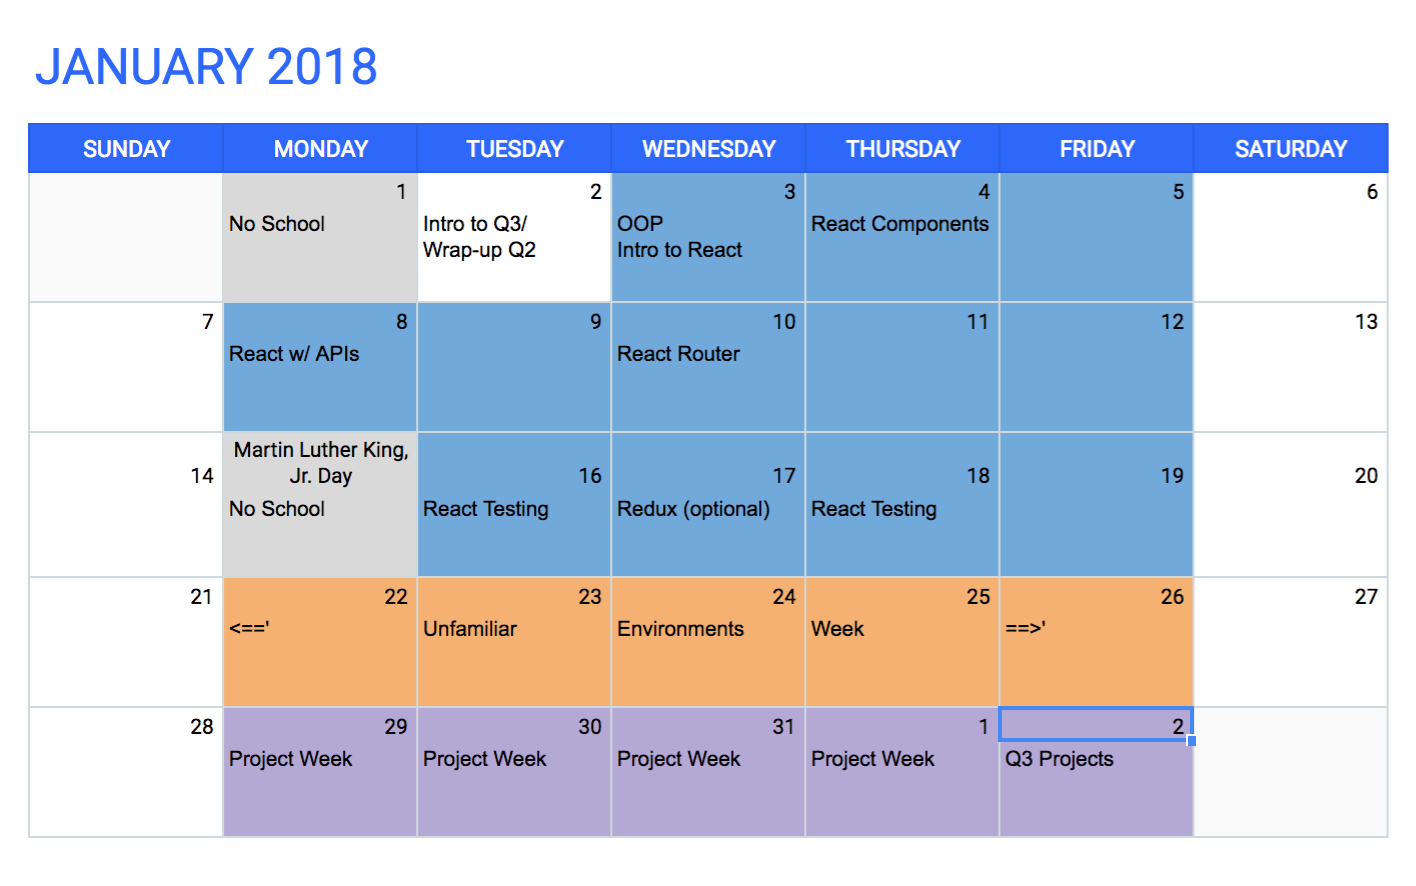 JANUARY 2018
SUNDAY MONDAY TUESDAY WEDNESDAY THURSDAY FRIDAY SATURDAY
1 2 3 4 5 6
No School Intro to Q3/ OOP React Components
Wrap-up Q2 Intro to React
7 8 9 10 11 12 13
React w/ APIs React Router
Martin Luther King,
Jr. Day
14 16 17 18 19 20
No School React Testing Redux (optional) React Testing
21 22 23 24 25 26 27
<==' Unfamiliar Environments Week ==>'
28 29 30 31 1 2
Project Week Project Week Project Week Project Week Q3 Projects